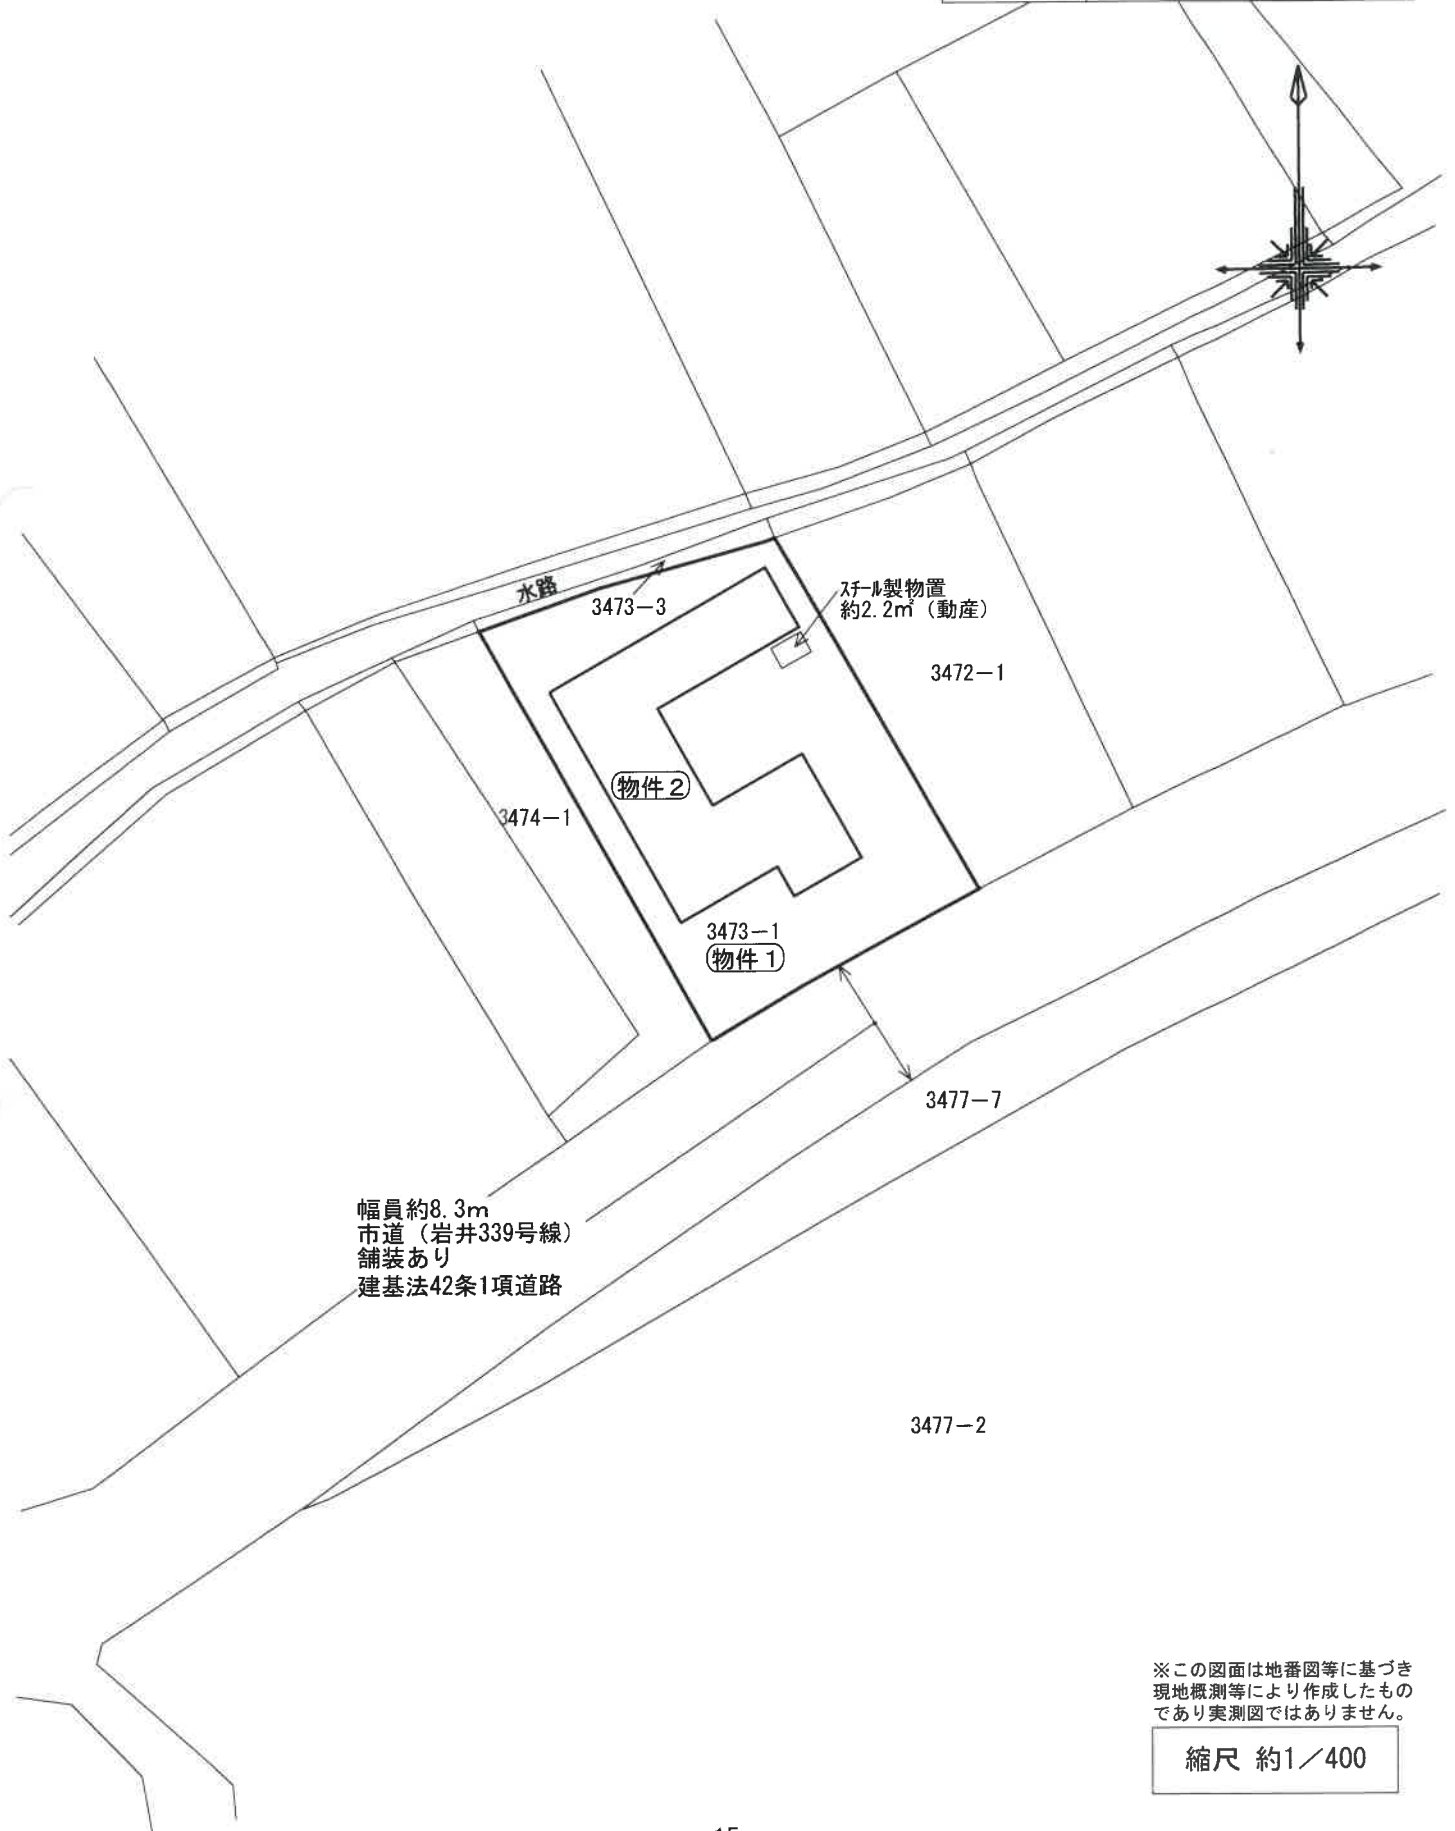 水路
3473-3
ｽﾁｰﾙ製物置
約2.2㎡（動産）
3472-1
物件２
3474-1
3473-1
物件１
3477-7
幅員約8.3m
市道（岩井339号線）
舗装あり
建基法42条1項道路
3477-2
※この図面は地番図等に基づき
現地概測等により作成したもの
であり実測図ではありません。
縮尺 約1／400